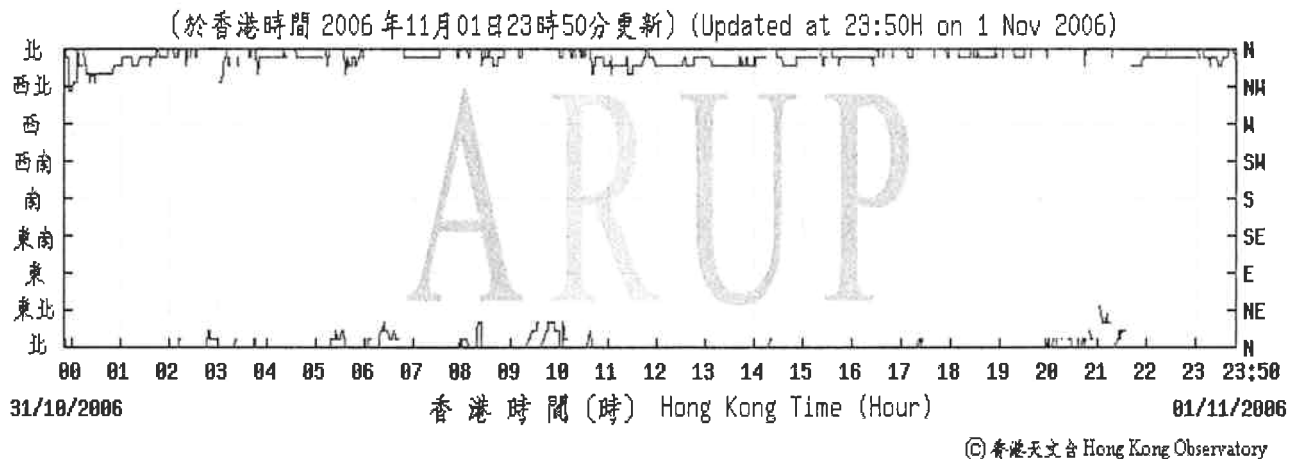 (於香港時間 2006 年11月01日23時50分更新) (Updated at 23:50H on 1 Nov 2006)
北 N
西北 NW
西 W
西南 SW
南 S
東南 SE
東 E
東北 NE
北 N
ARUP
00 01 02 03 04 05 06 07 08 09 10 11 12 13 14 15 16 17 18 19 20 21 22 23 23:50
31/10/2006 香港時間(時) Hong Kong Time (Hour) 01/11/2006
(C) 香港天文台 Hong Kong Observatory